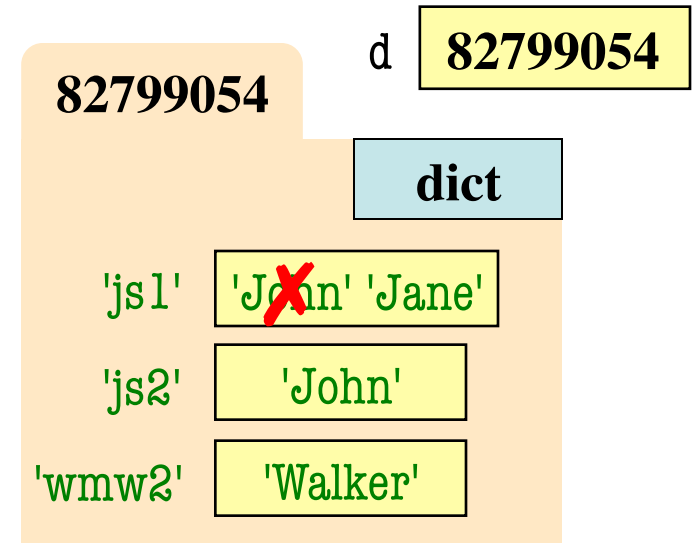 d 82799054
82799054
dict
'js1' 'John' 'Jane'
'js2' 'John'
'wmw2' 'Walker'